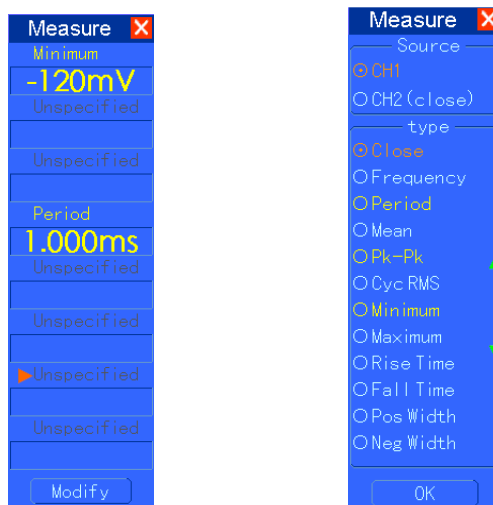 Measure X
Minimum
-120mV
Unspecified
Unspecified
Period
1.000ms
Unspecified
Unspecified
Unspecified
Unspecified
Modify
Measure X
Source
CH1
CH2(close)
type
Close
Frequency
Period
Mean
Pk-Pk
Cyc RMS
Minimum
Maximum
Rise Time
Fall Time
Pos Width
Neg Width
OK